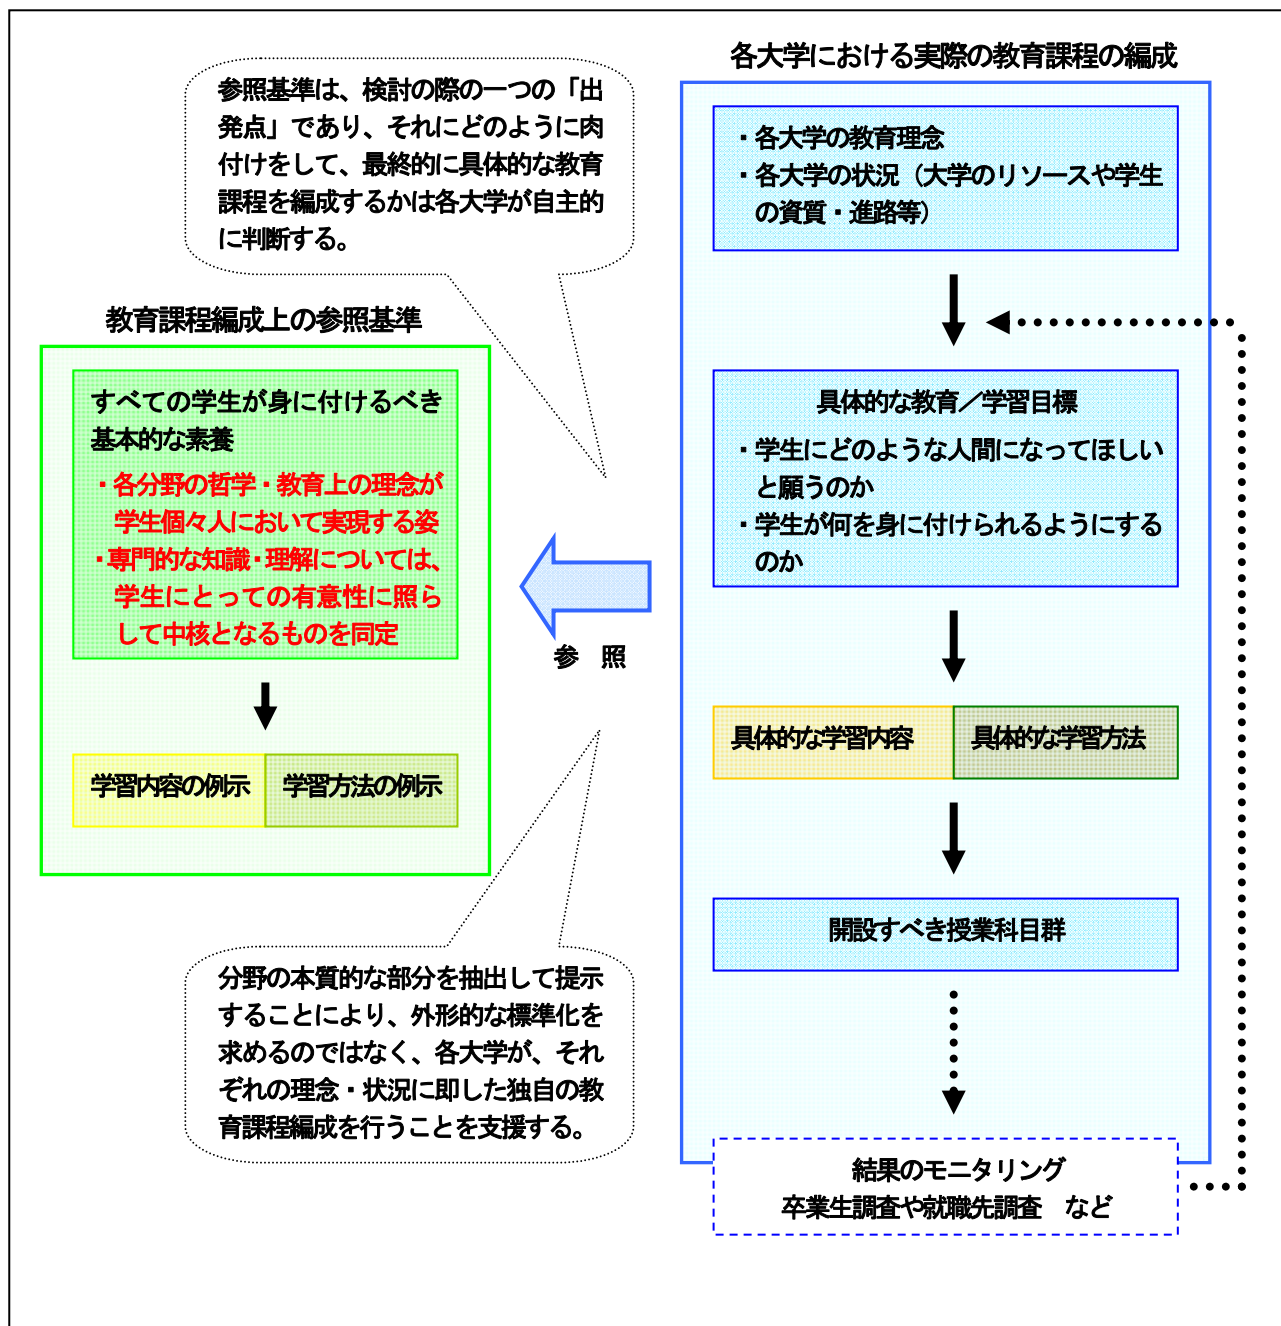 各大学における実際の教育課程の編成
参照基準は、検討の際の一つの「出
発点」であり、それにどのように肉
付けをして、最終的に具体的な教育
課程を編成するかは各大学が自主的
に判断する。
・各大学の教育理念
・各大学の状況（大学のリソースや学生
の資質・進路等）
教育課程編成上の参照基準
すべての学生が身に付けるべき
基本的な素養
・各分野の哲学・教育上の理念が
学生個々人において実現する姿
・専門的な知識・理解については、
学生にとっての有意性に照ら
して中核となるものを同定
学習内容の例示
学習方法の例示
参　照
具体的な教育／学習目標
・学生にどのような人間になってほしい
と願うのか
・学生が何を身に付けられるようにする
のか
具体的な学習内容
具体的な学習方法
開設すべき授業科目群
分野の本質的な部分を抽出して提示
することにより、外形的な標準化を
求めるのではなく、各大学が、それ
ぞれの理念・状況に即した独自の教
育課程編成を行うことを支援する。
結果のモニタリング
卒業生調査や就職先調査　など